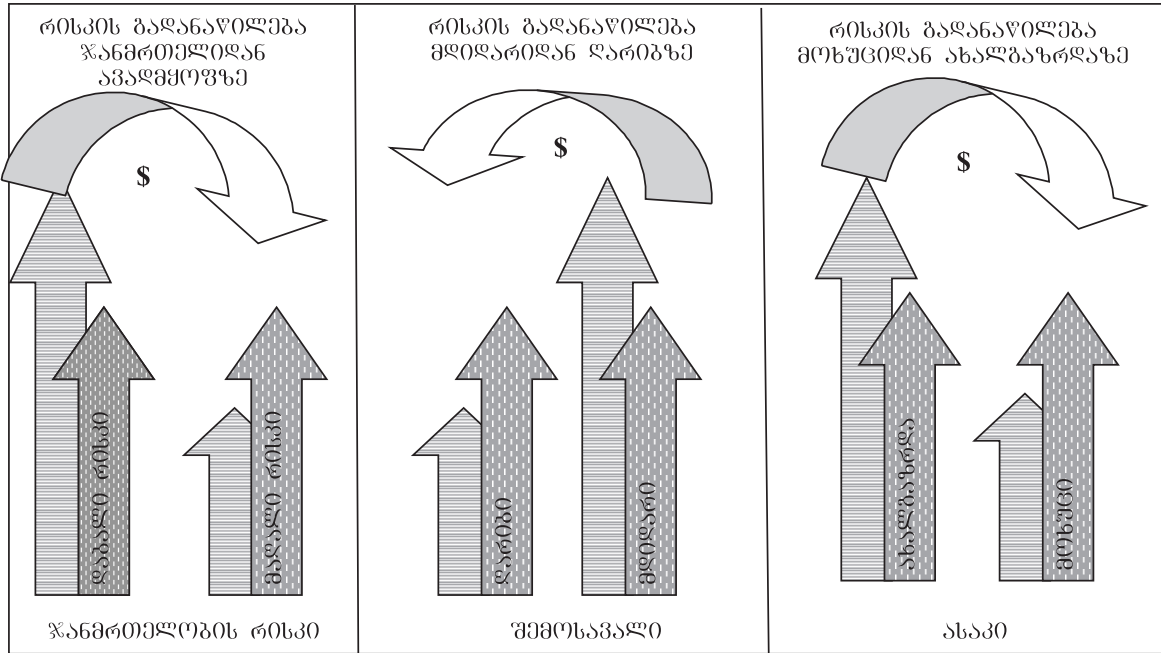 რისკის გადანაწილება
ჯანმრთელიდან
ავადმყოფზე
$
დაბალი რისკი
მაღალი რისკი
ჯანმრთელობის რისკი
რისკის გადანაწილება
მდიდარიდან ღარიბზე
$
ღარიბი
მდიდარი
შემოსავალი
რისკის გადანაწილება
მოხუციდან ახალგაზრდაზე
$
ახალგაზრდა
მოხუცი
ასაკი